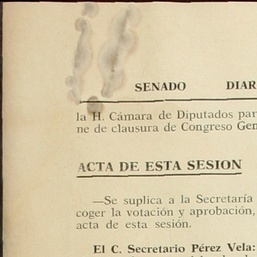 SENADO DIAR
la H. Cámara de Diputados par
ne de clausura de Congreso Gen
ACTA DE ESTA SESION
—Se suplica a la Secretaría
coger la votación y aprobación,
acta de esta sesión.
El C. Secretario Pérez Vela: